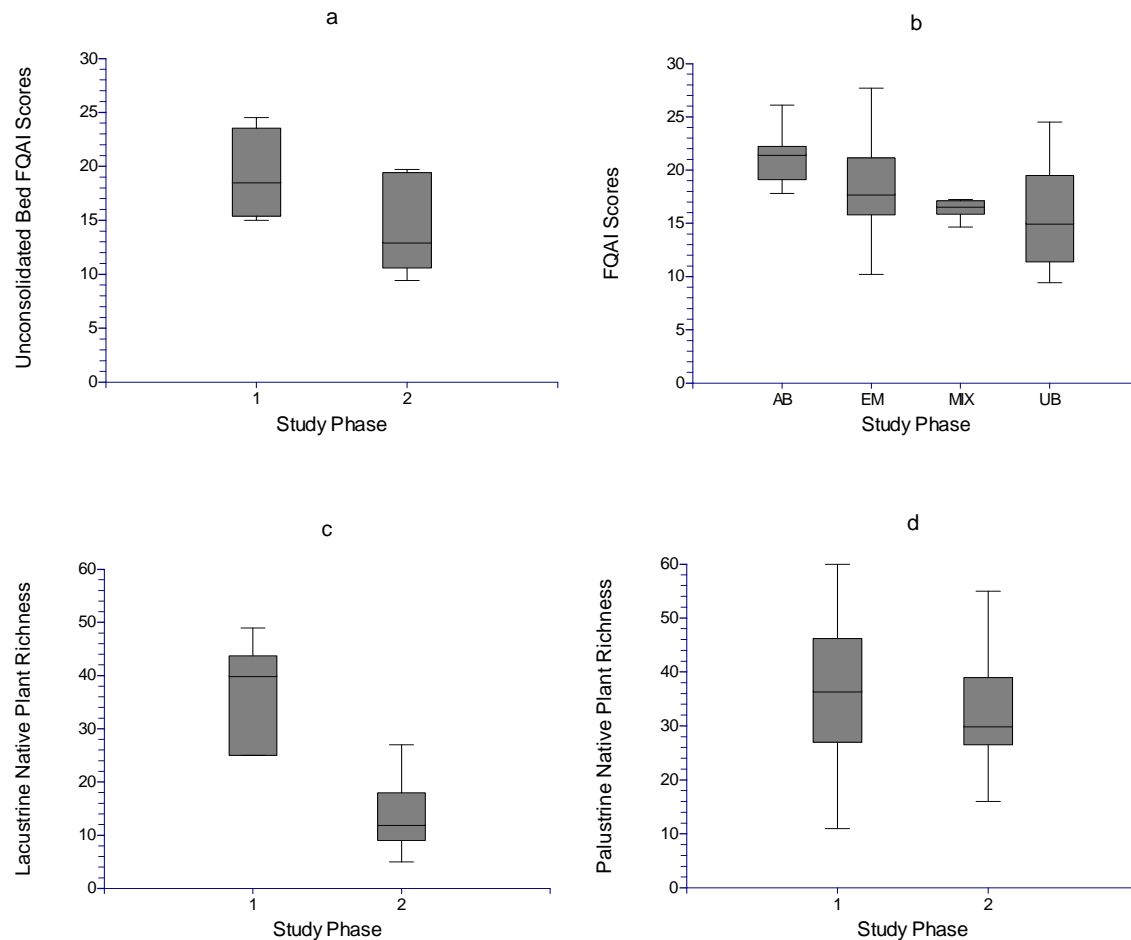 a
Unconsolidated Bed FQAI Scores
30
25
20
15
10
5
0
1 2
Study Phase
b
FQAI Scores
30
25
20
15
10
5
0
AB EM MIX UB
Study Phase
c
Lacustrine Native Plant Richness
60
50
40
30
20
10
0
1 2
Study Phase
d
Palustrine Native Plant Richness
60
50
40
30
20
10
0
1 2
Study Phase